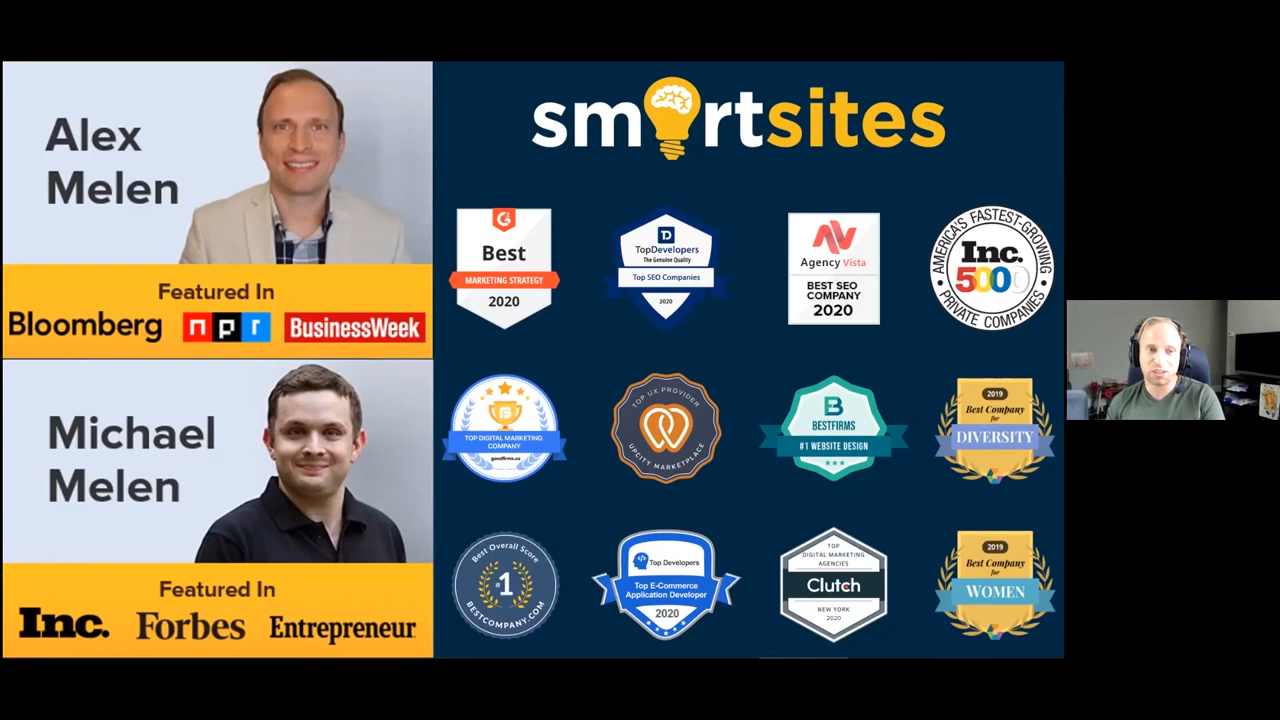 Alex
Melen
Featured In
Bloomberg
npr
BusinessWeek
Michael
Melen
Featured In
Inc.
Forbes
Entrepreneur
smartsites
Best
MARKETING STRATEGY
2020
TopDevelopers
The Genuine Quality
Top SEO Companies
2020
Agency Vista
BEST SEO
COMPANY
2020
AMERICA'S FASTEST-GROWING
Inc.
5000
PRIVATE COMPANIES
TOP DIGITAL MARKETING
COMPANY
goodfirms.co
TOP UX PROVIDER
UPCITY MARKETPLACE
BESTFIRMS
#1 WEBSITE DESIGN
2019
Best Company
for
DIVERSITY
Best Overall Score
#1
BESTCOMPANY.COM
Top Developers
Top E-Commerce
Application Developer
2020
TOP
DIGITAL MARKETING
AGENCIES
Clutch
NEW YORK
2020
2019
Best Company
for
WOMEN